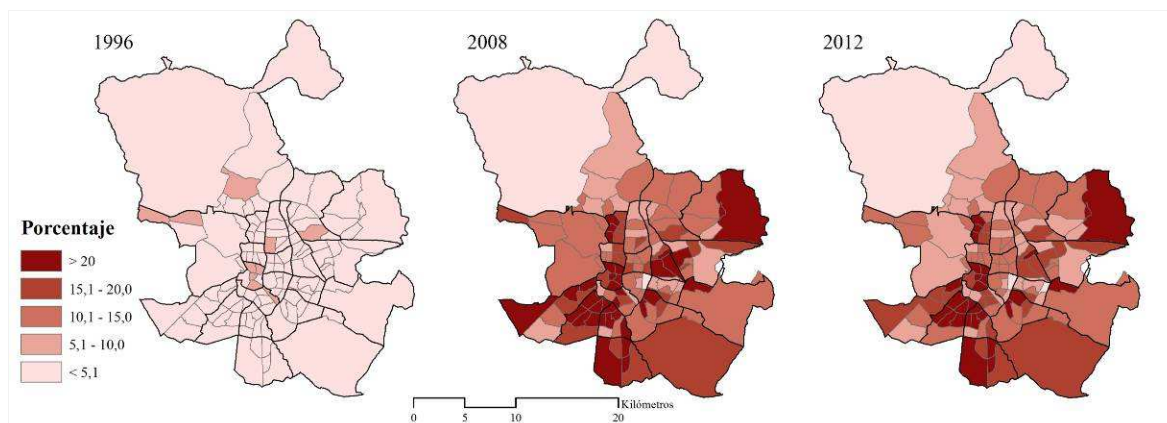 1996
2008
2012
Porcentaje
> 20
15,1 - 20,0
10,1 - 15,0
5,1 - 10,0
< 5,1
Kilómetros
0 5 10 20